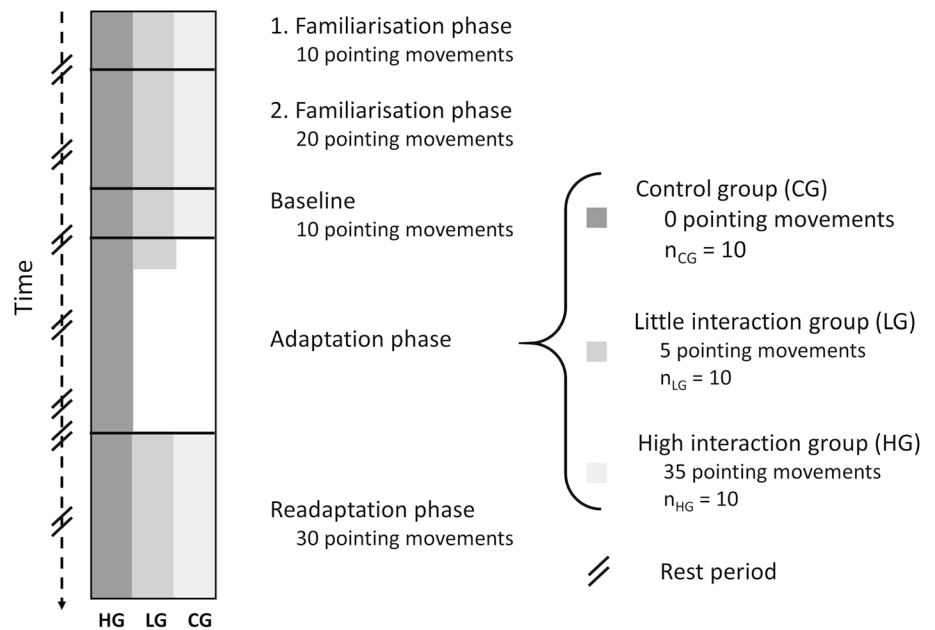 1. Familiarisation phase
10 pointing movements
2. Familiarisation phase
20 pointing movements
Baseline
10 pointing movements
Adaptation phase
Readaptation phase
30 pointing movements
Control group (CG)
0 pointing movements
nCG = 10
Little interaction group (LG)
5 pointing movements
nLG = 10
High interaction group (HG)
35 pointing movements
nHG = 10
Rest period
Time
HG LG CG